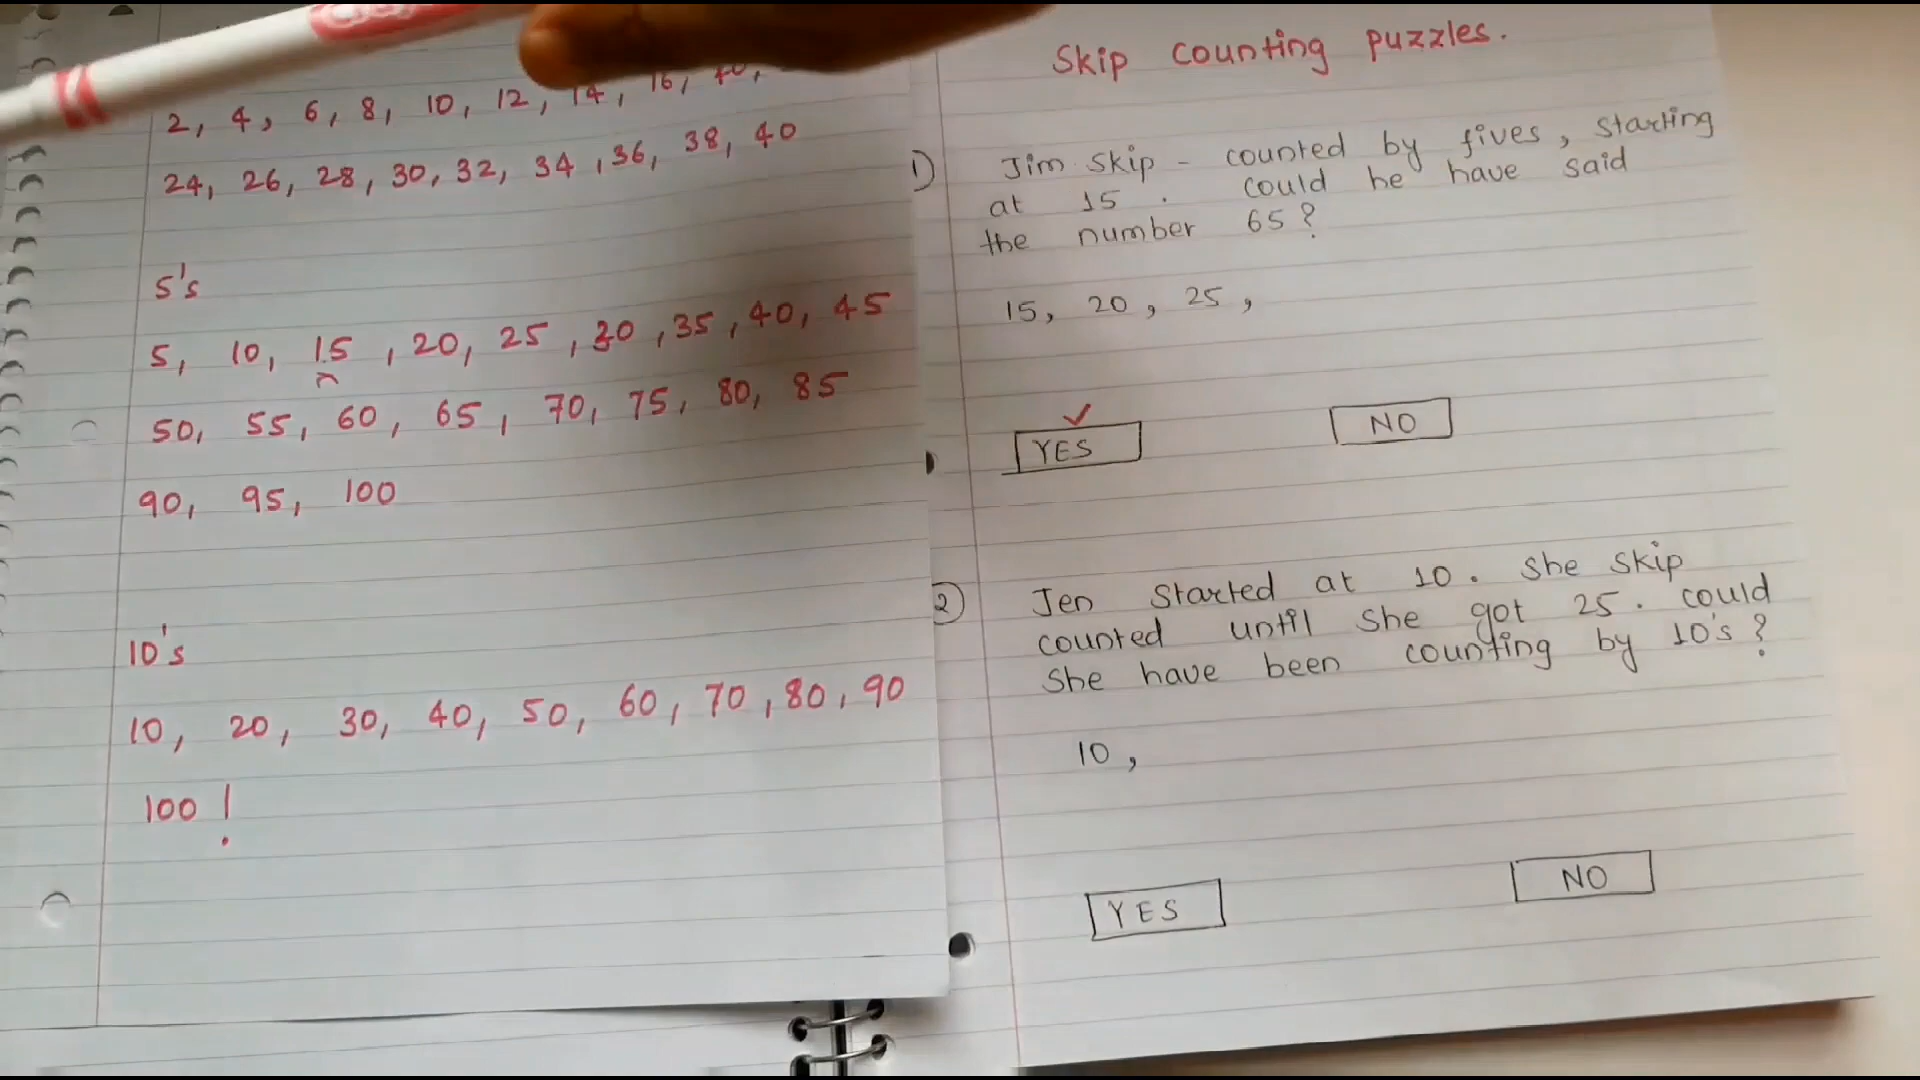 2, 4, 6, 8, 10, 12, 14, 16,
24, 26, 28, 30, 32, 34, 36, 38, 40
5's
5, 10, 15, 20, 25, 30, 35, 40, 45
50, 55, 60, 65, 70, 75, 80, 85
90, 95, 100
10's
10, 20, 30, 40, 50, 60, 70, 80, 90
100!
Skip counting puzzles.
1) Jim skip - counted by fives, starting
at 15. could he have said
the number 65?
15, 20, 25,
YES NO
2) Jen started at 10. She skip
counted until she got 25. could
she have been counting by 10's?
10,
YES NO